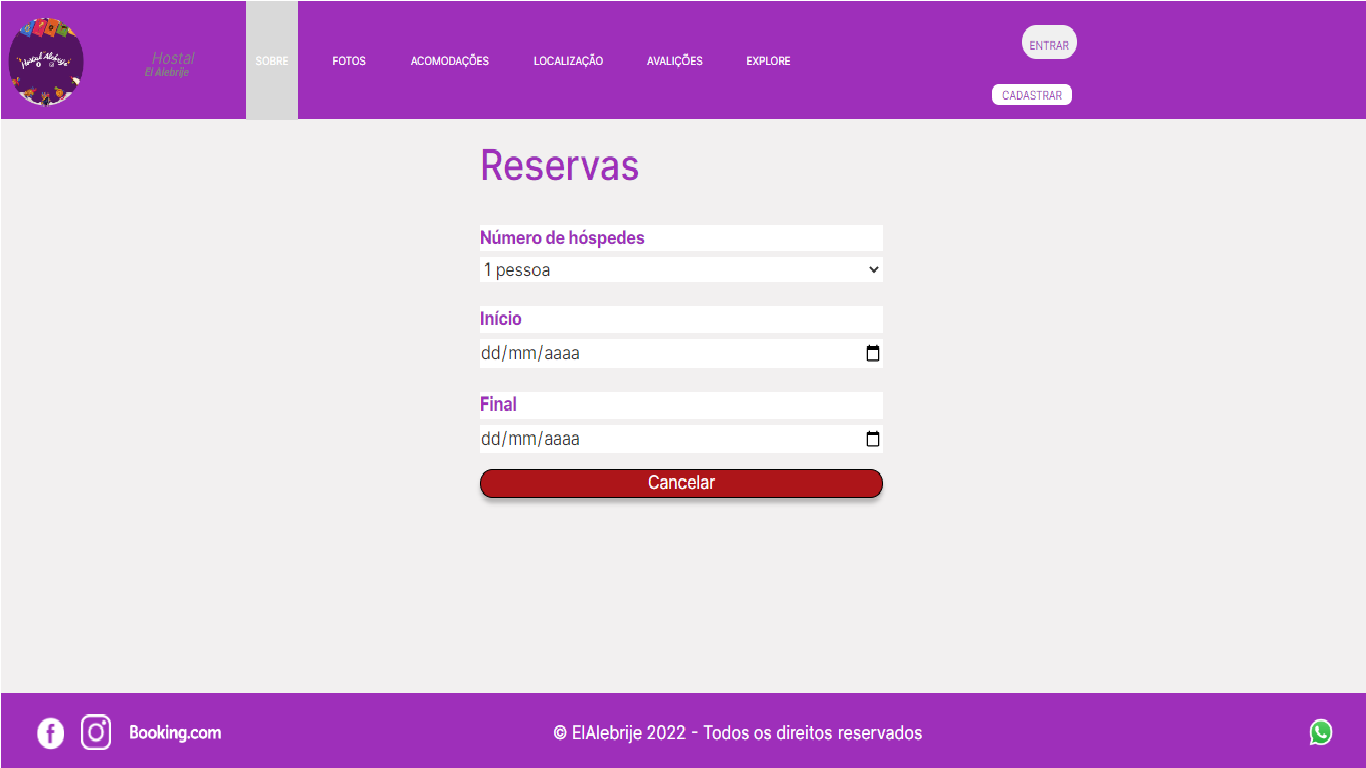 Hostal Alebrije
Hostal
El Alebrije
SOBRE
FOTOS
ACOMODAÇÕES
LOCALIZAÇÃO
AVALIÇÕES
EXPLORE
ENTRAR
CADASTRAR
Reservas
Número de hóspedes
1 pessoa
Início
dd/mm/aaaa
Final
dd/mm/aaaa
Cancelar
Booking.com
© ElAlebrije 2022 - Todos os direitos reservados